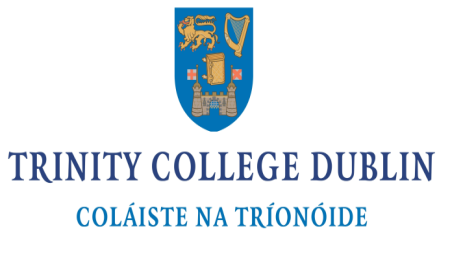 TRINITY COLLEGE DUBLIN
COLÁISTE NA TRÍONÓIDE